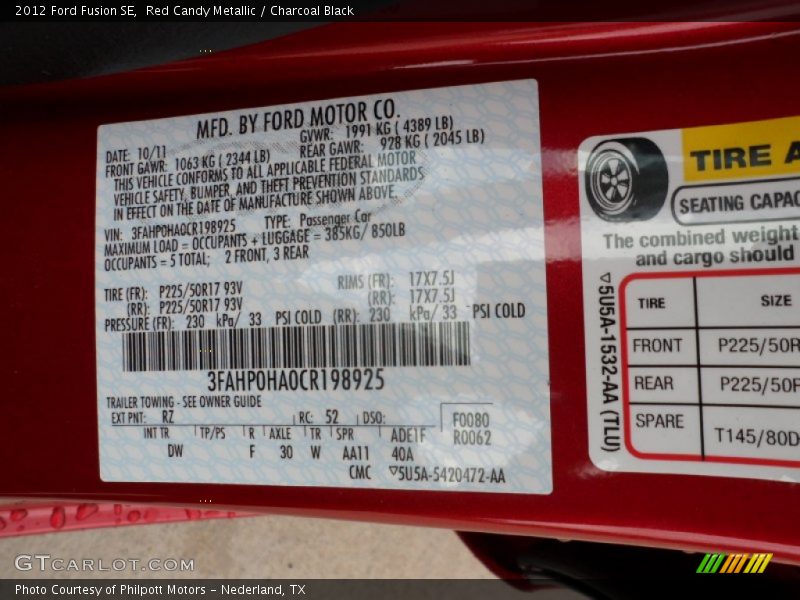 2012 Ford Fusion SE, Red Candy Metallic / Charcoal Black
MFD. BY FORD MOTOR CO.
DATE: 10/11 GVWR: 1991 KG ( 4389 LB)
FRONT GAWR: 1063 KG ( 2344 LB) REAR GAWR: 928 KG ( 2045 LB)
THIS VEHICLE CONFORMS TO ALL APPLICABLE FEDERAL MOTOR
VEHICLE SAFETY, BUMPER, AND THEFT PREVENTION STANDARDS
IN EFFECT ON THE DATE OF MANUFACTURE SHOWN ABOVE
VIN: 3FAHP0HA0CR198925 TYPE: Passenger Car
MAXIMUM LOAD = OCCUPANTS + LUGGAGE = 385KG/ 850LB
OCCUPANTS = 5 TOTAL; 2 FRONT, 3 REAR
TIRE (FR): P225/50R17 93V RIMS (FR): 17X7.5J
(RR): P225/50R17 93V (RR): 17X7.5J
PRESSURE (FR): 230 kPa/ 33 PSI COLD (RR): 230 kPa/ 33 PSI COLD
3FAHP0HA0CR198925
TRAILER TOWING - SEE OWNER GUIDE
EXT PNT: RZ RC: 52 DSO: F0080
R0062
INT TR TP/PS R AXLE TR SPR ADE1F
DW F 30 W AA11 40A
CMC ▽5U5A-5420472-AA
TIRE A
SEATING CAPAC
The combined weight
and cargo should
▽5U5A-1532-AA (TLU)
TIRE SIZE
FRONT P225/50R
REAR P225/50R
SPARE T145/80D
GTCARLOT.COM
Photo Courtesy of Philpott Motors - Nederland, TX